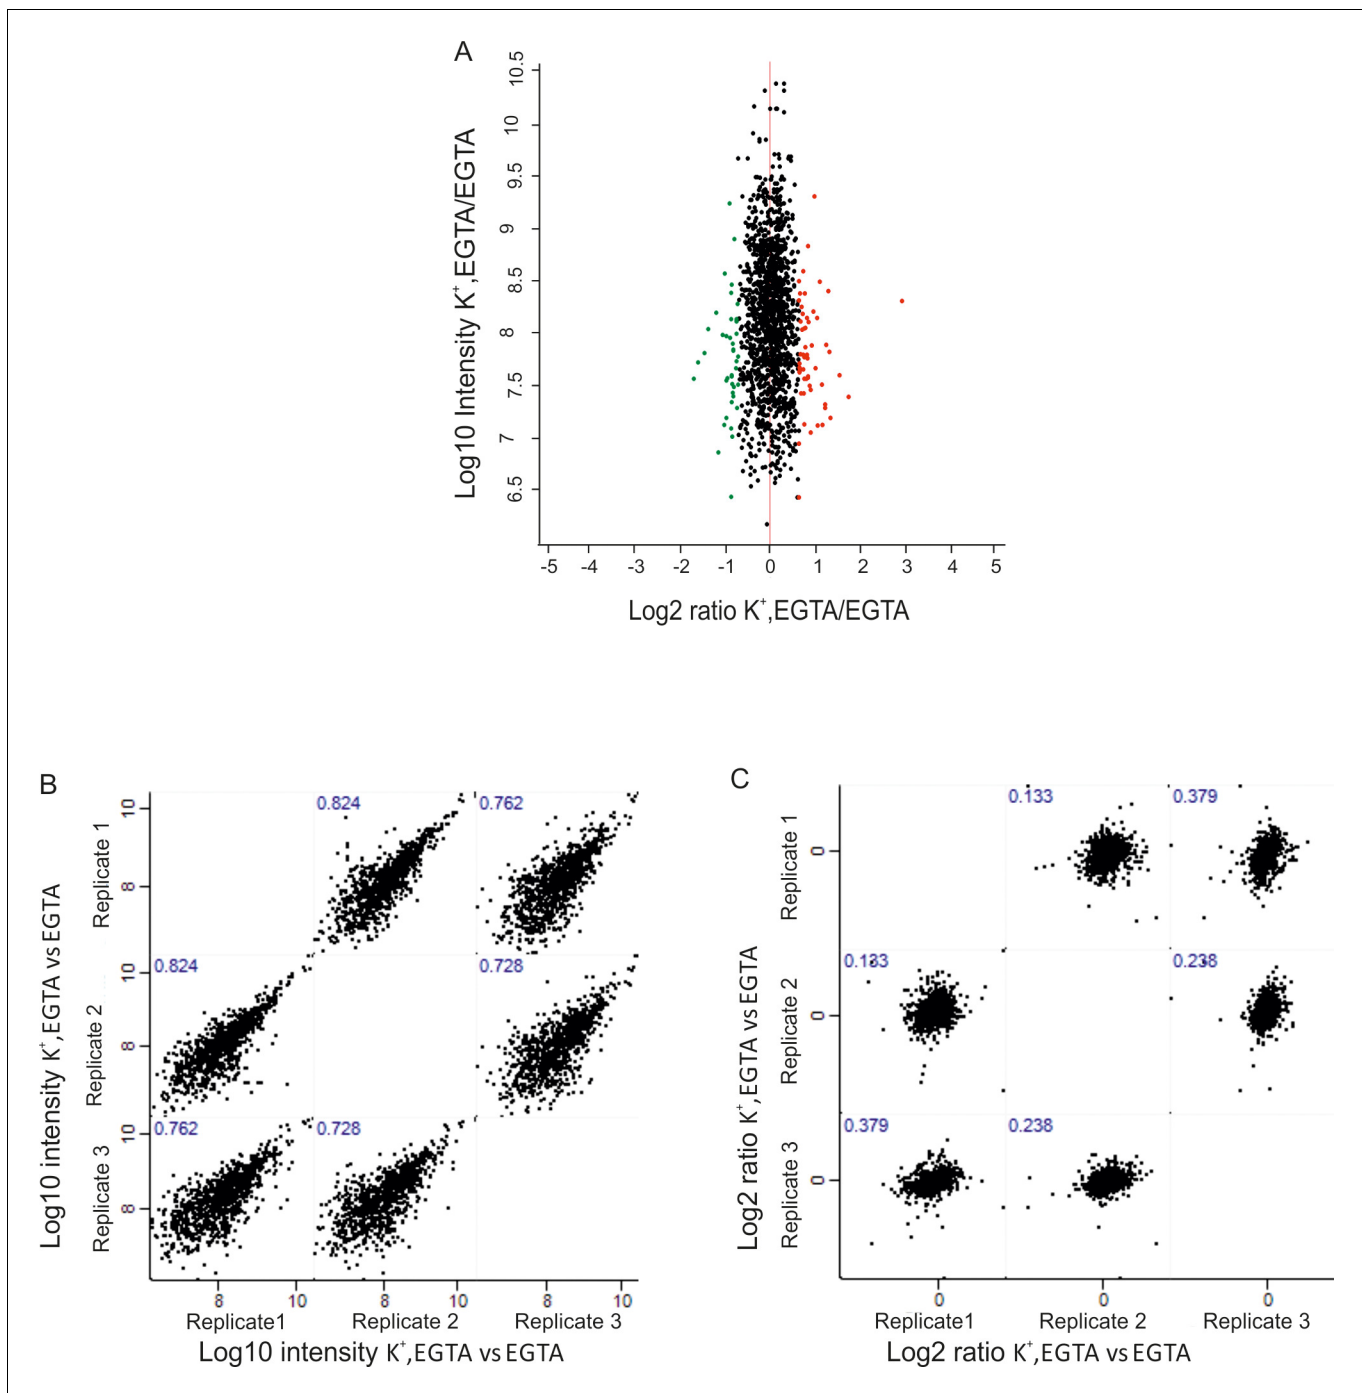 A
Log10 Intensity K+,EGTA/EGTA
10.5
10
9.5
9
8.5
8
7.5
7
6.5
-5 -4 -3 -2 -1 0 1 2 3 4 5
Log2 ratio K+,EGTA/EGTA
B
Log10 intensity K+,EGTA vs EGTA
Replicate 1
10
8
0.824
0.762
Replicate 2
10
8
0.824
0.728
Replicate 3
10
8
0.762
0.728
8 10 8 10 8 10
Replicate1 Replicate 2 Replicate 3
Log10 intensity K+,EGTA vs EGTA
C
Log2 ratio K+,EGTA vs EGTA
Replicate 1
0
0.133
0.379
Replicate 2
0
0.133
0.238
Replicate 3
0
0.379
0.238
0 0 0
Replicate1 Replicate 2 Replicate 3
Log2 ratio K+,EGTA vs EGTA